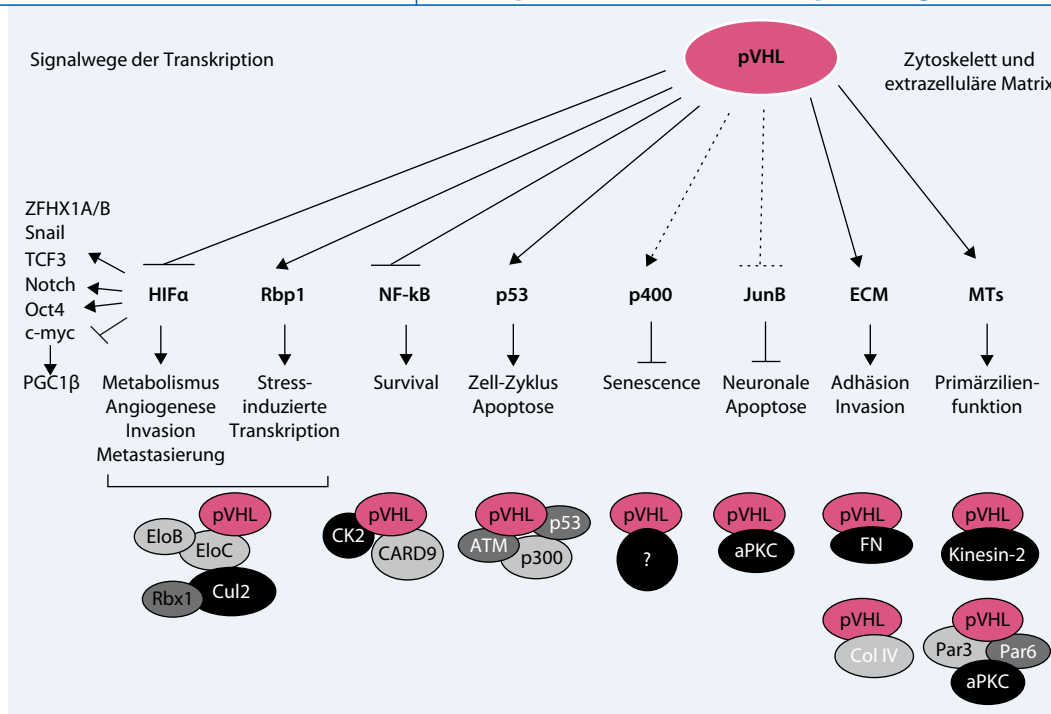 Signalwege der Transkription
pVHL
Zytoskelett und
extrazelluläre Matrix
ZFHX1A/B
Snail
TCF3
Notch
Oct4
c-myc
PGC1β
HIFα
Rbp1
NF-kB
p53
p400
JunB
ECM
MTs
Metabolismus
Angiogenese
Invasion
Metastasierung
Stress-
induzierte
Transkription
Survival
Zell-Zyklus
Apoptose
Senescence
Neuronale
Apoptose
Adhäsion
Invasion
Primärzilien-
funktion
pVHL
EloB
EloC
Rbx1
Cul2
pVHL
CK2
CARD9
pVHL
p53
ATM
p300
pVHL
?
pVHL
aPKC
pVHL
FN
pVHL
Kinesin-2
pVHL
Col IV
pVHL
Par3
Par6
aPKC